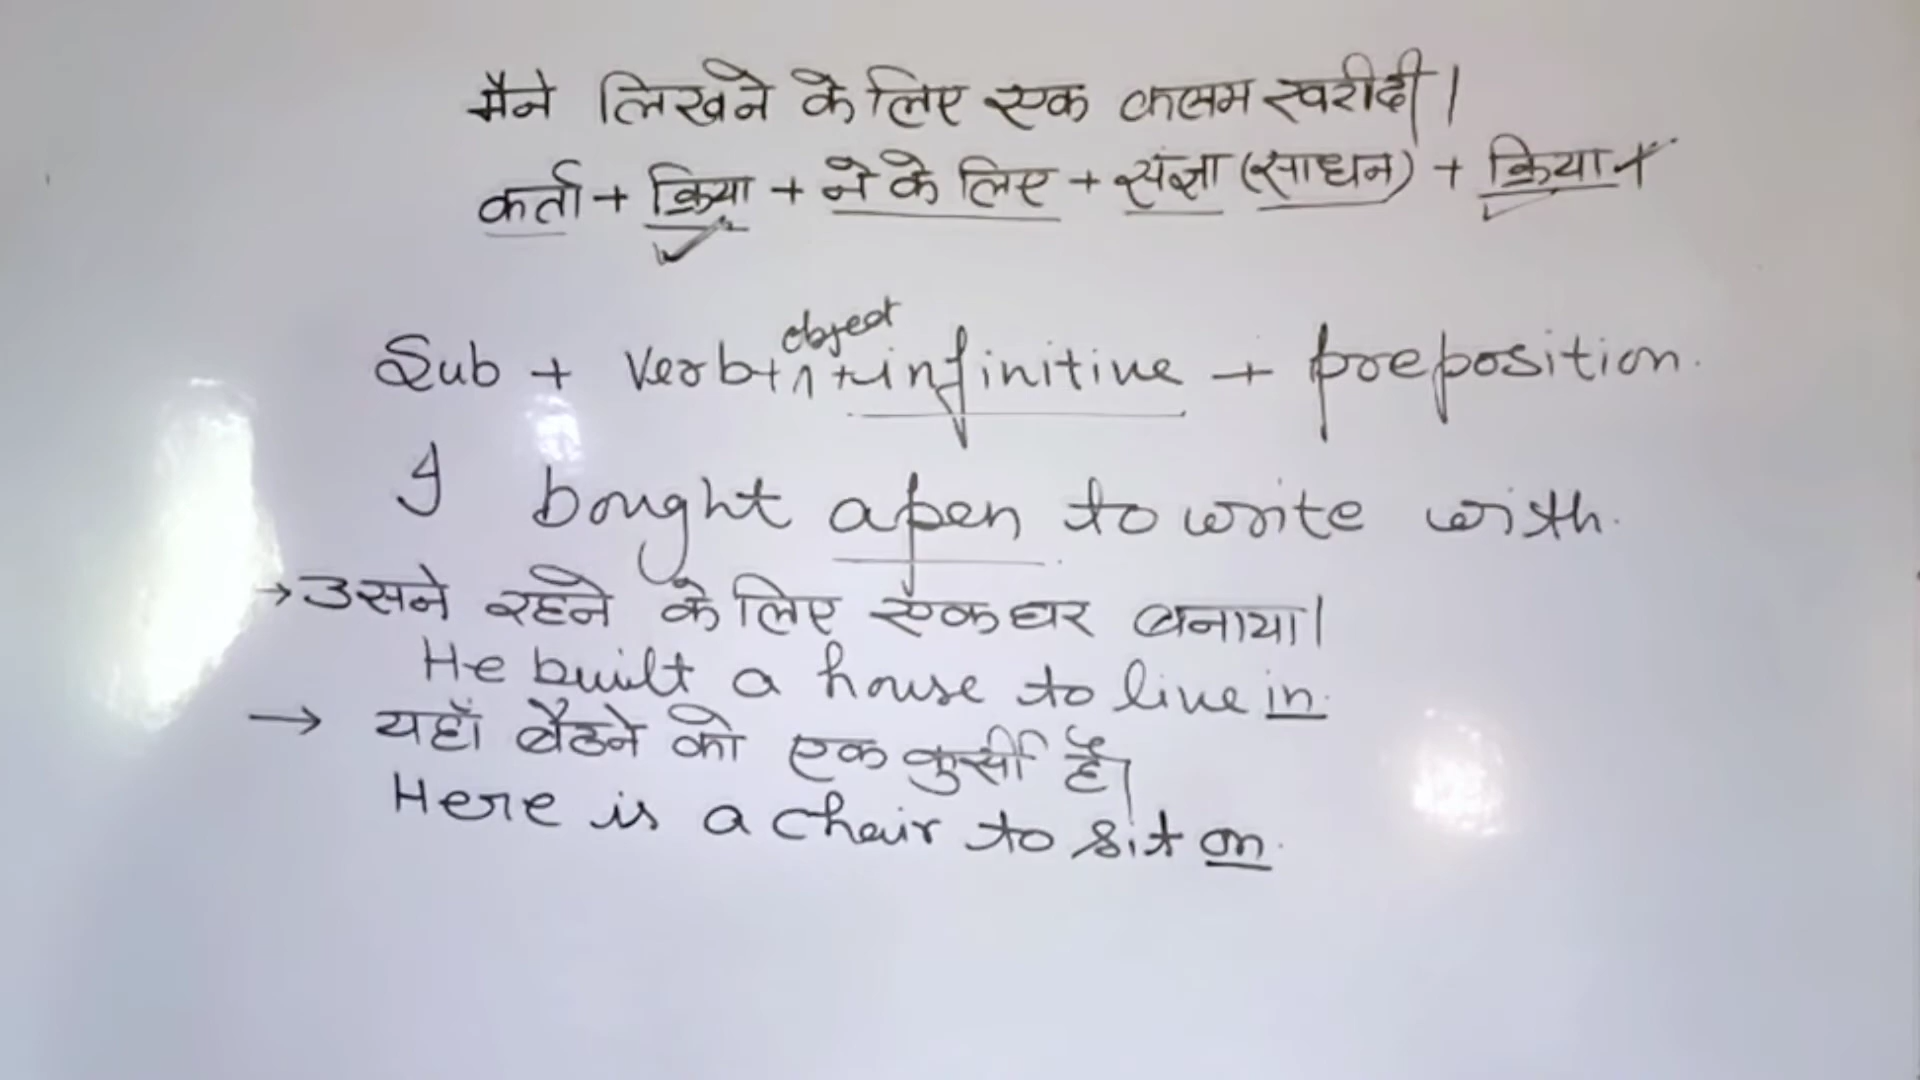 मैने लिखने के लिए एक कलम खरीदी।
कर्ता + क्रिया + ने के लिए + संज्ञा (साधन) + क्रिया +
Sub + Verb + object + infinitive + preposition.
I bought a pen to write with.
→ उसने रहने के लिए एक घर बनाया।
He built a house to live in.
→ यहाँ बैठने को एक कुर्सी है।
Here is a chair to sit on.